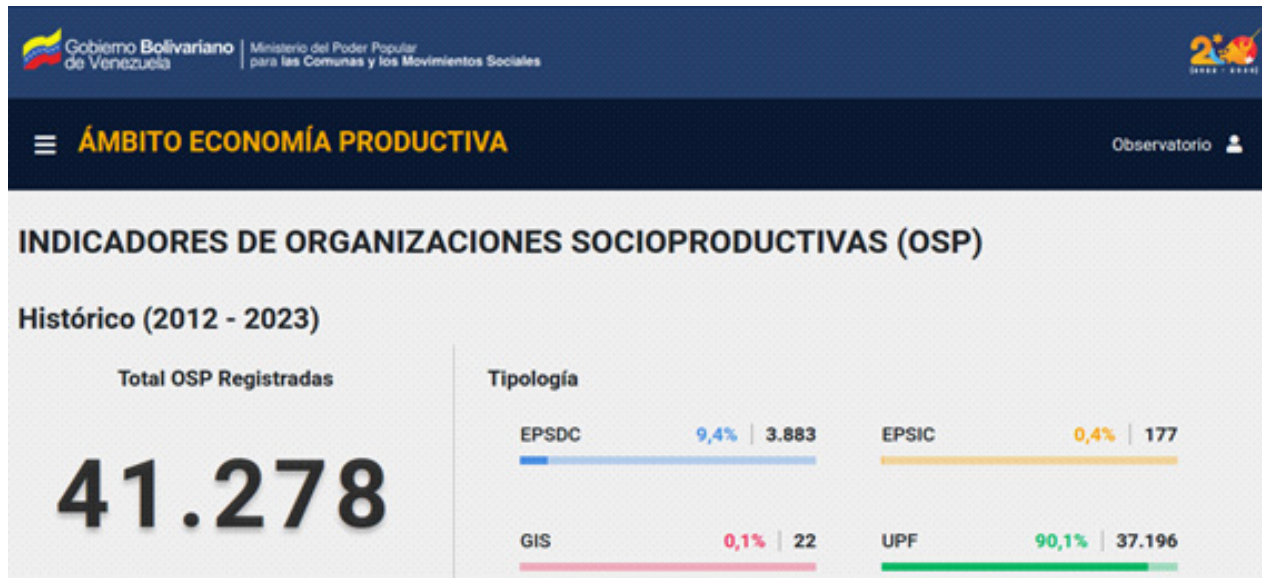 Gobierno Bolivariano
de Venezuela
Ministerio del Poder Popular
para las Comunas y los Movimientos Sociales
ÁMBITO ECONOMÍA PRODUCTIVA
Observatorio
INDICADORES DE ORGANIZACIONES SOCIOPRODUCTIVAS (OSP)
Histórico (2012 - 2023)
Total OSP Registradas
41.278
Tipología
EPSDC 9,4% | 3.883
EPSIC 0,4% | 177
GIS 0,1% | 22
UPF 90,1% | 37.196